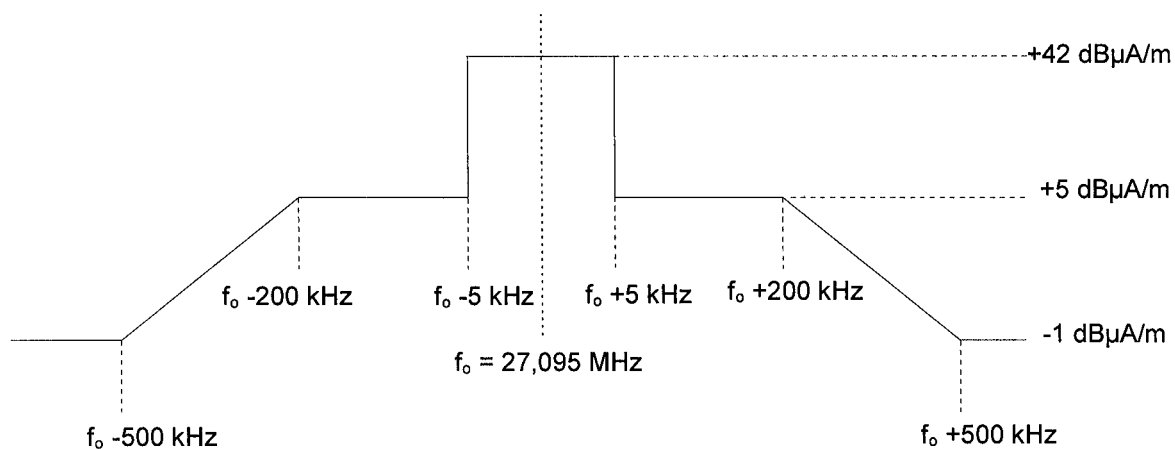 +42 dBµA/m
+5 dBµA/m
fₒ -200 kHz
fₒ -5 kHz
fₒ +5 kHz
fₒ +200 kHz
-1 dBµA/m
fₒ = 27,095 MHz
fₒ -500 kHz
fₒ +500 kHz